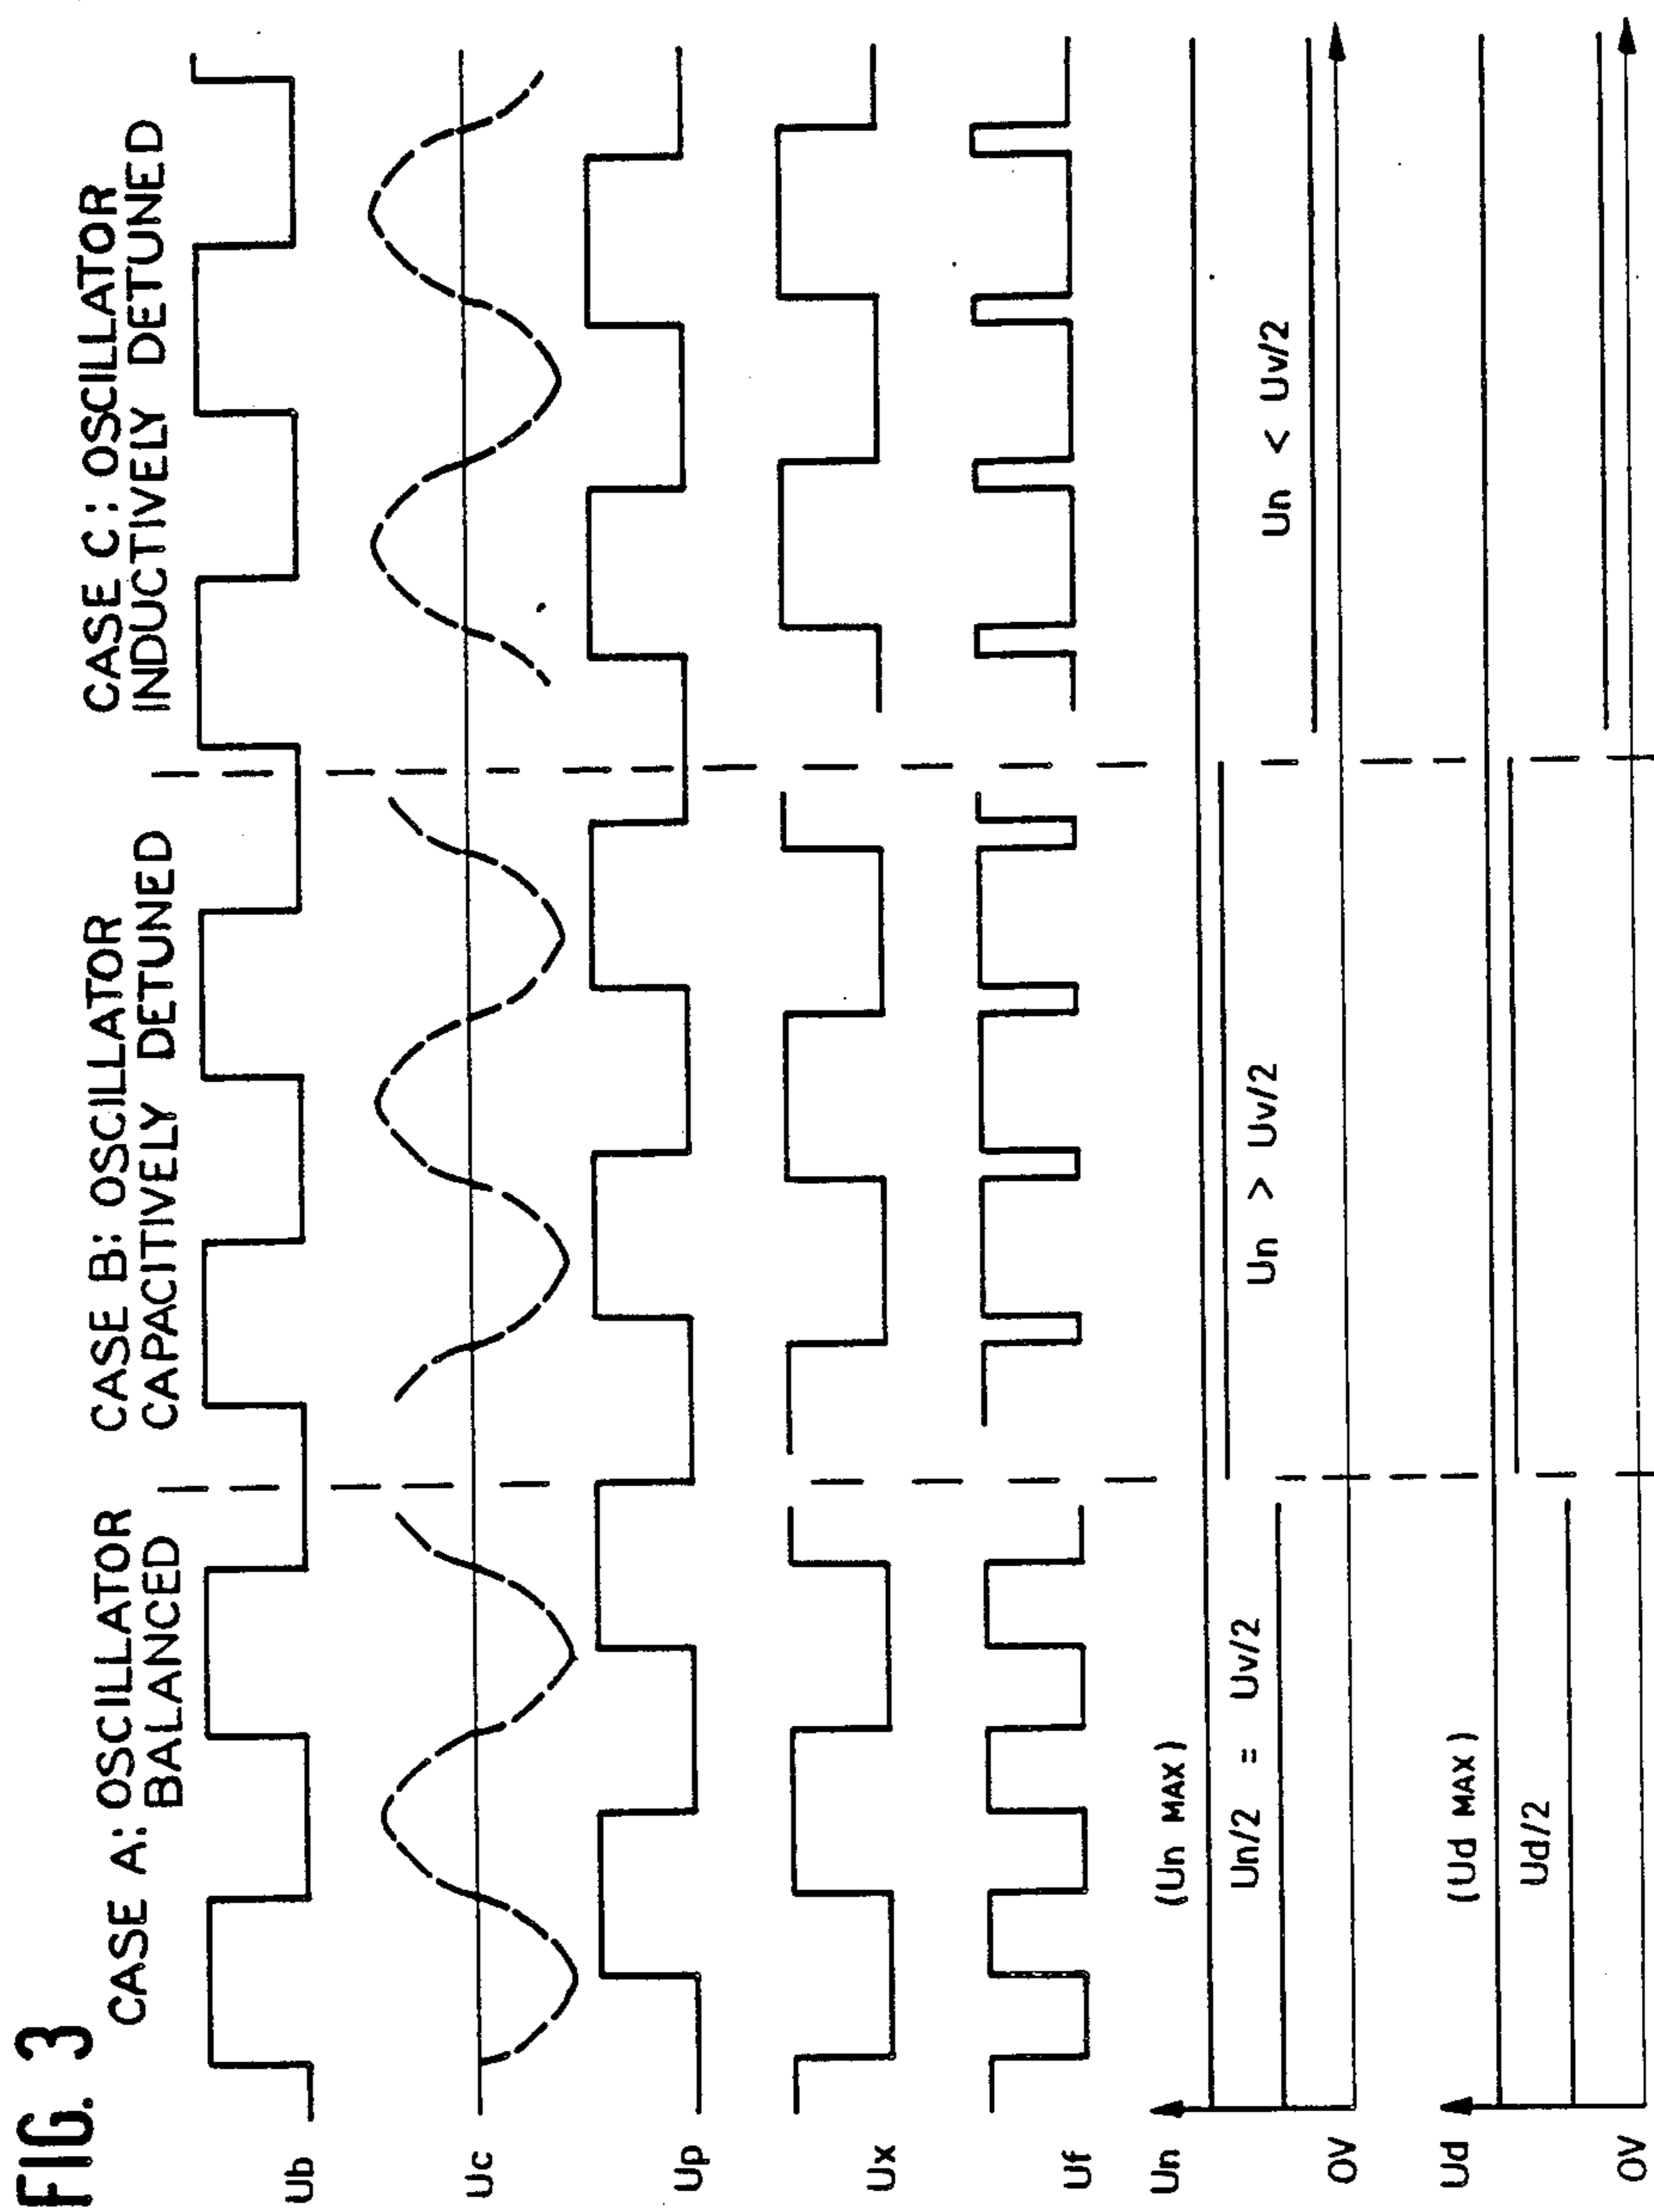 FIG. 3
CASE A: OSCILLATOR
BALANCED
CASE B: OSCILLATOR
CAPACITIVELY DETUNED
CASE C: OSCILLATOR
INDUCTIVELY DETUNED
Ub
Uc
Up
Ux
Uf
Un
(Un MAX)
Un/2 = Uv/2
Un > Uv/2
Un < Uv/2
0V
Ud
(Ud MAX)
Ud/2
0V